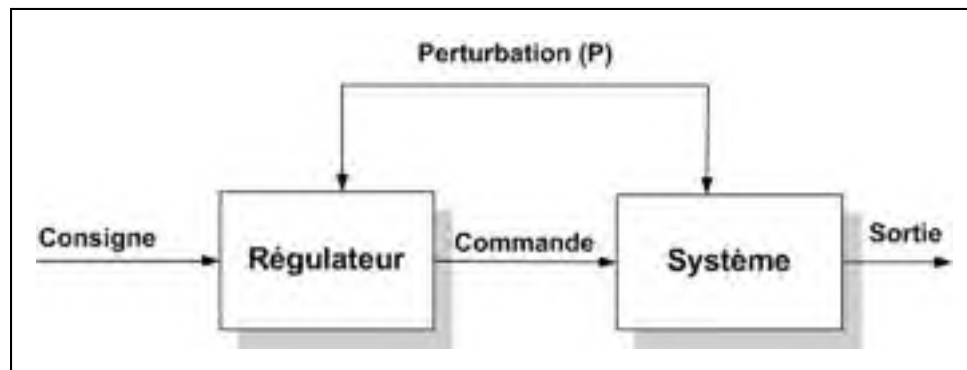 Perturbation (P)
Consigne
Régulateur
Commande
Système
Sortie